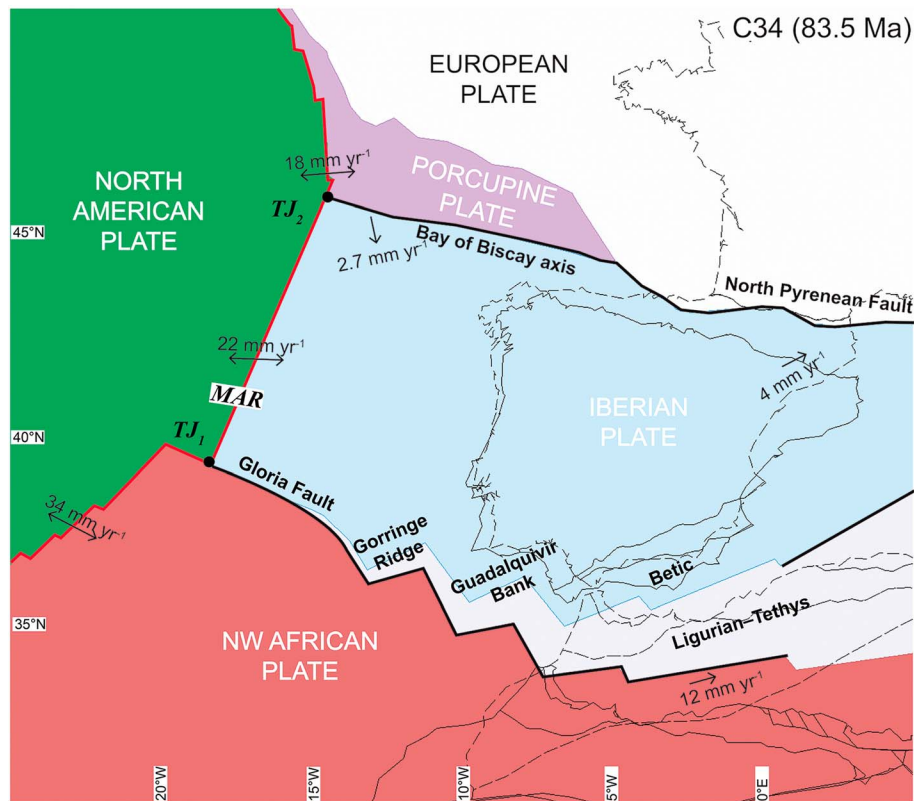 C34 (83.5 Ma)
EUROPEAN
PLATE
18 mm yr-1
NORTH
AMERICAN
PLATE
PORCUPINE
PLATE
TJ2
45°N
Bay of Biscay axis
2.7 mm yr-1
North Pyrenean Fault
22 mm yr-1
4 mm yr-1
MAR
IBERIAN
PLATE
TJ1
40°N
Gloria Fault
34 mm yr-1
Gorringe
Ridge
Guadalquivir
Bank
Betic
35°N
Ligurian–Tethys
NW AFRICAN
PLATE
12 mm yr-1
20°W
15°W
10°W
5°W
0°E